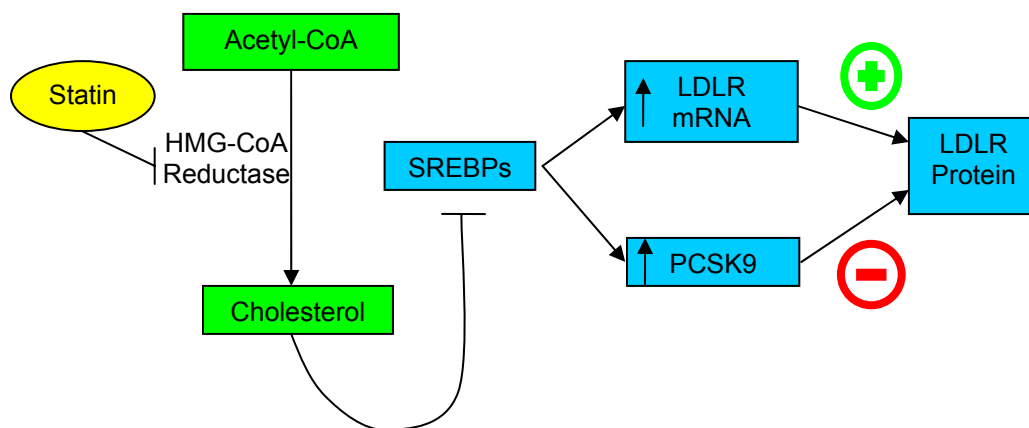 Acetyl-CoA
Statin
HMG-CoA
Reductase
Cholesterol
SREBPs
LDLR
mRNA
PCSK9
LDLR
Protein